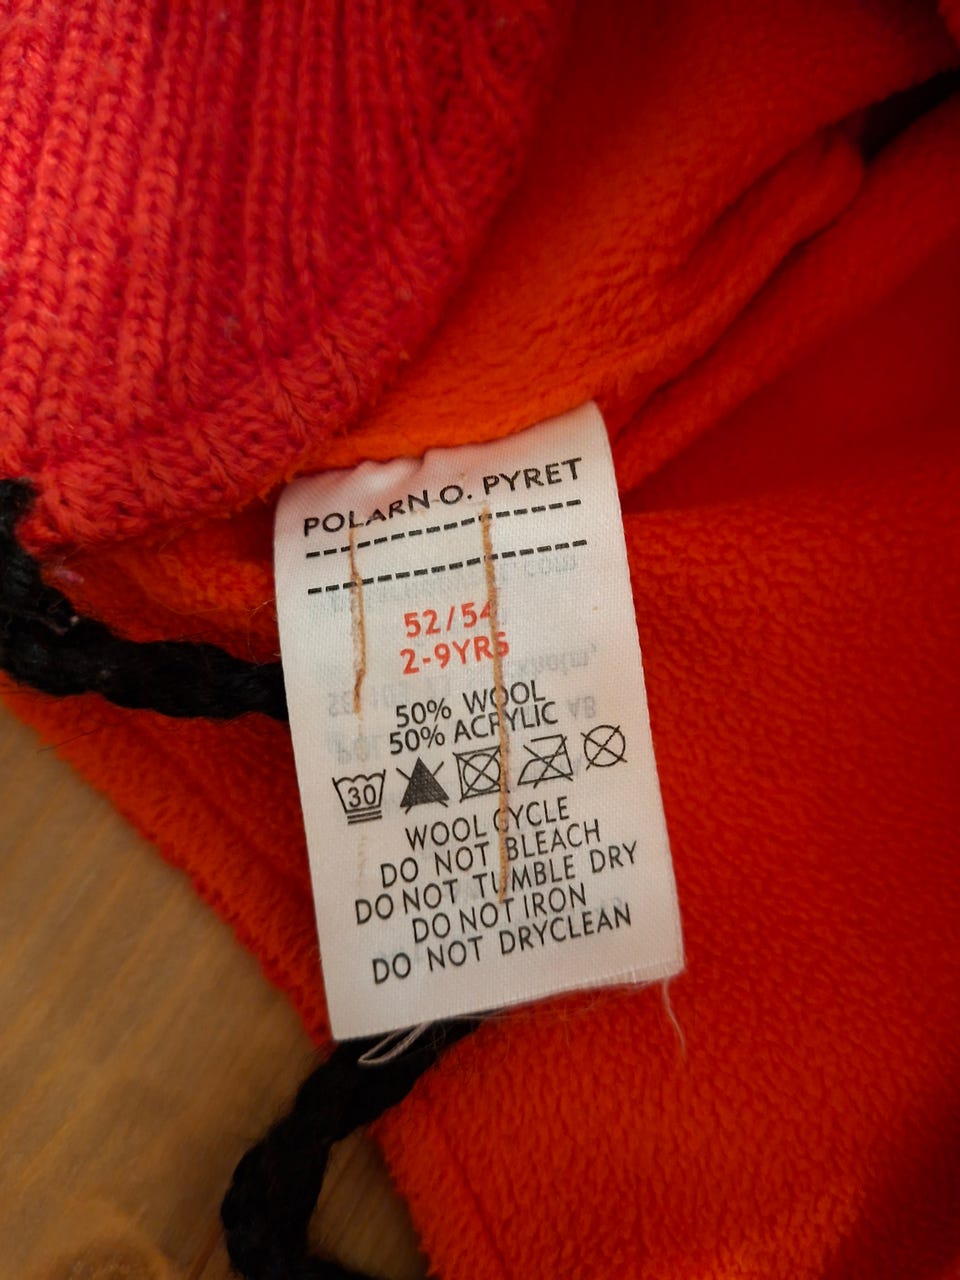 POLARN O. PYRET
52/54
2-9YRS
50% WOOL
50% ACRYLIC
30
WOOL CYCLE
DO NOT BLEACH
DO NOT TUMBLE DRY
DO NOT IRON
DO NOT DRYCLEAN